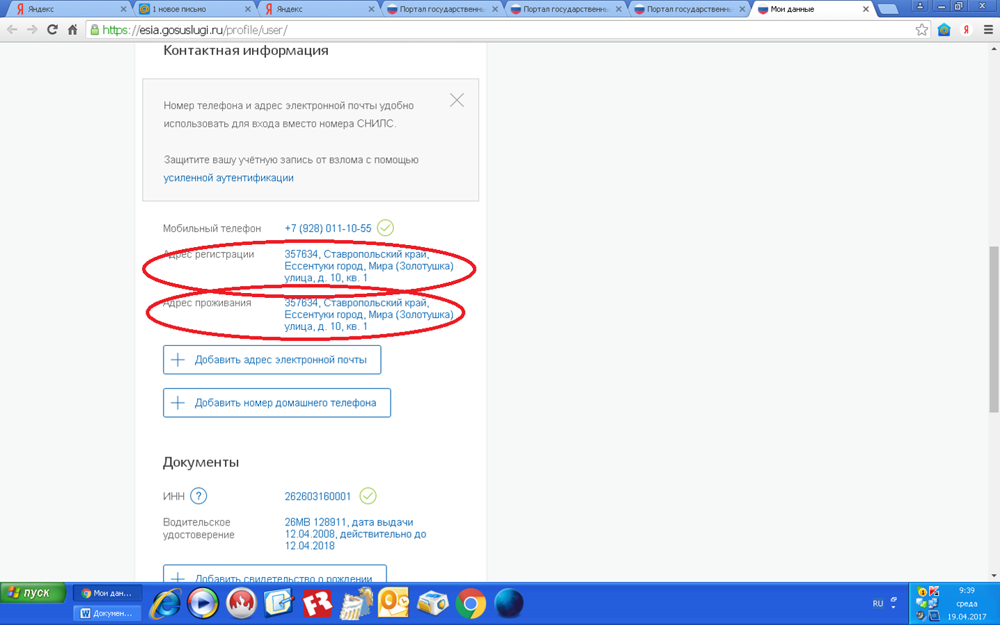 Яндекс
1 новое письмо
Яндекс
Портал государственны
Портал государственны
Портал государственны
Мои данные
https://esia.gosuslugi.ru/profile/user/
Контактная информация
Номер телефона и адрес электронной почты удобно
использовать для входа вместо номера СНИЛС.
Защитите вашу учётную запись от взлома с помощью
усиленной аутентификации
Мобильный телефон +7 (928) 011-10-55
Адрес регистрации 357634, Ставропольский край,
Ессентуки город, Мира (Золотушка)
улица, д. 10, кв. 1
Адрес проживания 357634, Ставропольский край,
Ессентуки город, Мира (Золотушка)
улица, д. 10, кв. 1
Добавить адрес электронной почты
Добавить номер домашнего телефона
Документы
ИНН ? 262603160001
Водительское удостоверение 26МВ 128911, дата выдачи
12.04.2008, действительно до
12.04.2018
Добавить свидетельство о рождении
пуск
Мои дан...
Докумен...
RU
9:39
среда
19.04.2017